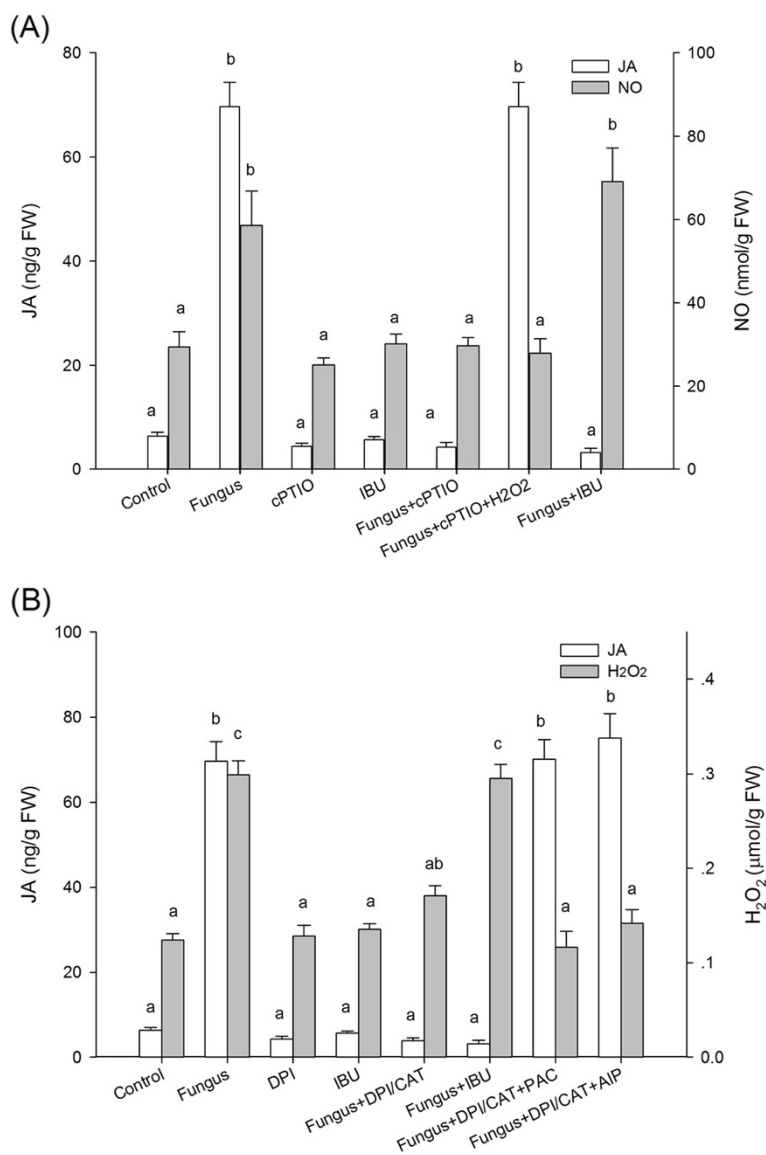 (A)
80
60
40
20
0
JA (ng/g FW)
100
80
60
40
20
0
NO (nmol/g FW)
JA
NO
a
a
b
b
a
a
a
a
a
a
b
a
a
b
Control
Fungus
cPTIO
IBU
Fungus+cPTIO
Fungus+cPTIO+H2O2
Fungus+IBU
(B)
100
80
60
40
20
0
JA (ng/g FW)
.4
.3
.2
.1
0.0
H2O2 (μmol/g FW)
JA
H2O2
a
a
b
c
a
a
a
a
a
ab
a
c
b
a
b
a
Control
Fungus
DPI
IBU
Fungus+DPI/CAT
Fungus+IBU
Fungus+DPI/CAT+PAC
Fungus+DPI/CAT+AIP